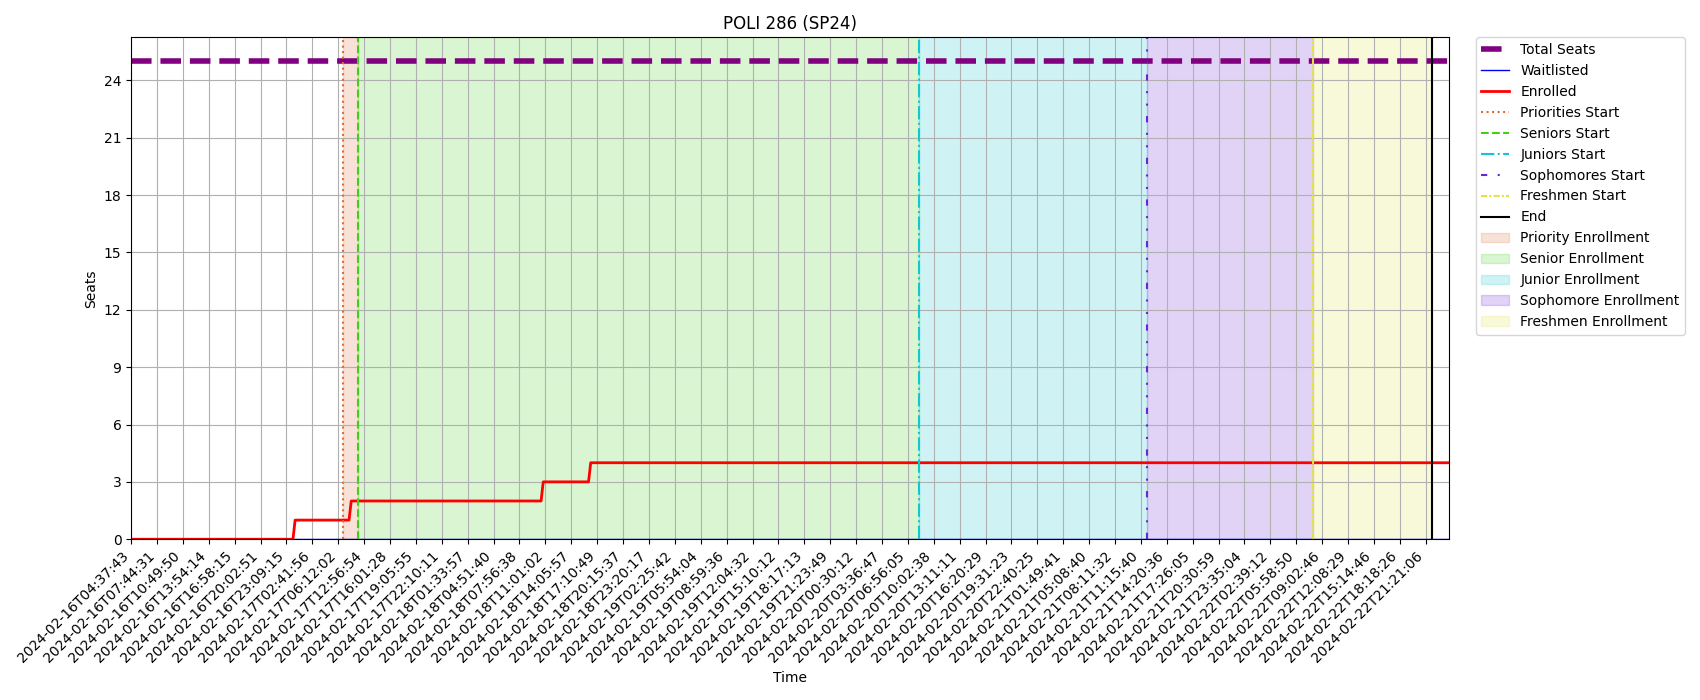 POLI 286 (SP24)
Total Seats
Waitlisted
Enrolled
Priorities Start
Seniors Start
Juniors Start
Sophomores Start
Freshmen Start
End
Priority Enrollment
Senior Enrollment
Junior Enrollment
Sophomore Enrollment
Freshmen Enrollment
Seats
24
21
18
15
12
9
6
3
0
2024-02-16T04:37:43
2024-02-16T07:44:31
2024-02-16T10:49:50
2024-02-16T13:54:14
2024-02-16T16:58:15
2024-02-16T20:02:51
2024-02-16T23:09:15
2024-02-17T02:41:56
2024-02-17T06:12:02
2024-02-17T12:56:54
2024-02-17T16:01:28
2024-02-17T19:05:55
2024-02-17T22:10:11
2024-02-18T01:33:57
2024-02-18T04:51:40
2024-02-18T07:56:38
2024-02-18T11:01:02
2024-02-18T14:05:57
2024-02-18T17:10:49
2024-02-18T20:15:37
2024-02-18T23:20:17
2024-02-19T02:25:42
2024-02-19T05:54:04
2024-02-19T08:59:36
2024-02-19T12:04:32
2024-02-19T15:10:12
2024-02-19T18:17:13
2024-02-19T21:23:49
2024-02-20T00:30:12
2024-02-20T03:36:47
2024-02-20T06:56:05
2024-02-20T10:02:38
2024-02-20T13:11:11
2024-02-20T16:20:29
2024-02-20T19:31:23
2024-02-20T22:40:25
2024-02-21T01:49:41
2024-02-21T05:08:40
2024-02-21T08:11:32
2024-02-21T11:15:40
2024-02-21T14:20:36
2024-02-21T17:26:05
2024-02-21T20:30:59
2024-02-21T23:35:04
2024-02-22T02:39:12
2024-02-22T05:58:50
2024-02-22T09:02:46
2024-02-22T12:08:29
2024-02-22T15:14:46
2024-02-22T18:18:26
2024-02-22T21:21:06
Time